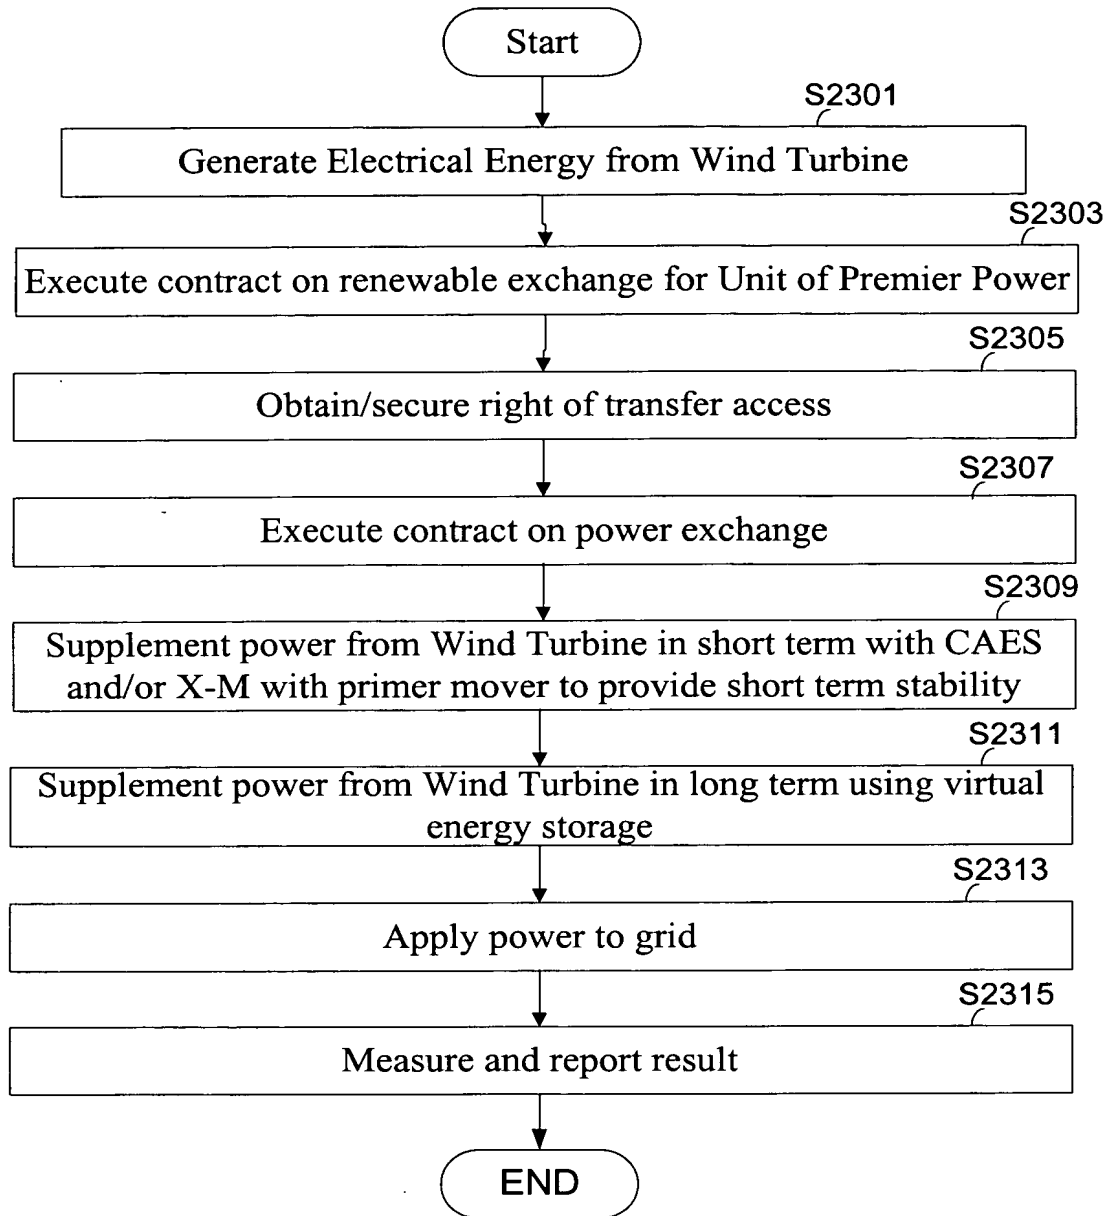 Start
S2301
Generate Electrical Energy from Wind Turbine
S2303
Execute contract on renewable exchange for Unit of Premier Power
S2305
Obtain/secure right of transfer access
S2307
Execute contract on power exchange
S2309
Supplement power from Wind Turbine in short term with CAES
and/or X-M with primer mover to provide short term stability
S2311
Supplement power from Wind Turbine in long term using virtual
energy storage
S2313
Apply power to grid
S2315
Measure and report result
END